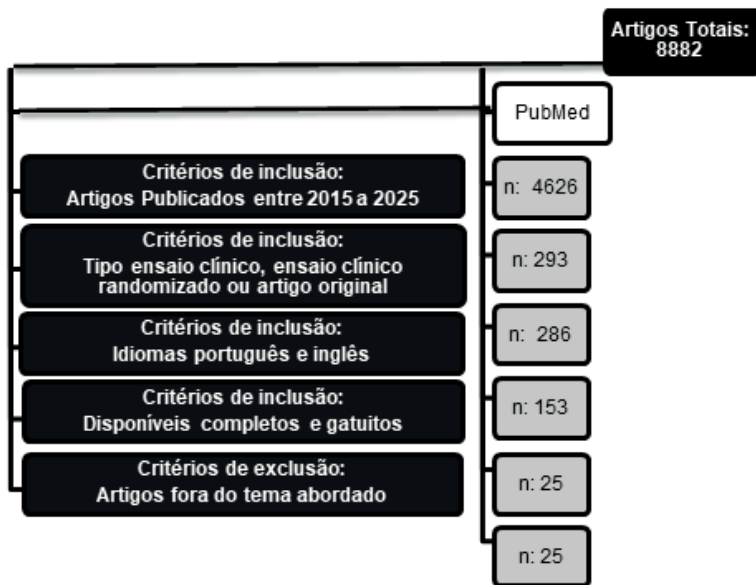 Artigos Totais:
8882
PubMed
Critérios de inclusão:
Artigos Publicados entre 2015 a 2025
n: 4626
Critérios de inclusão:
Tipo ensaio clínico, ensaio clínico
randomizado ou artigo original
n: 293
Critérios de inclusão:
Idiomas português e inglês
n: 286
Critérios de inclusão:
Disponíveis completos e gatuitos
n: 153
Critérios de exclusão:
Artigos fora do tema abordado
n: 25
n: 25